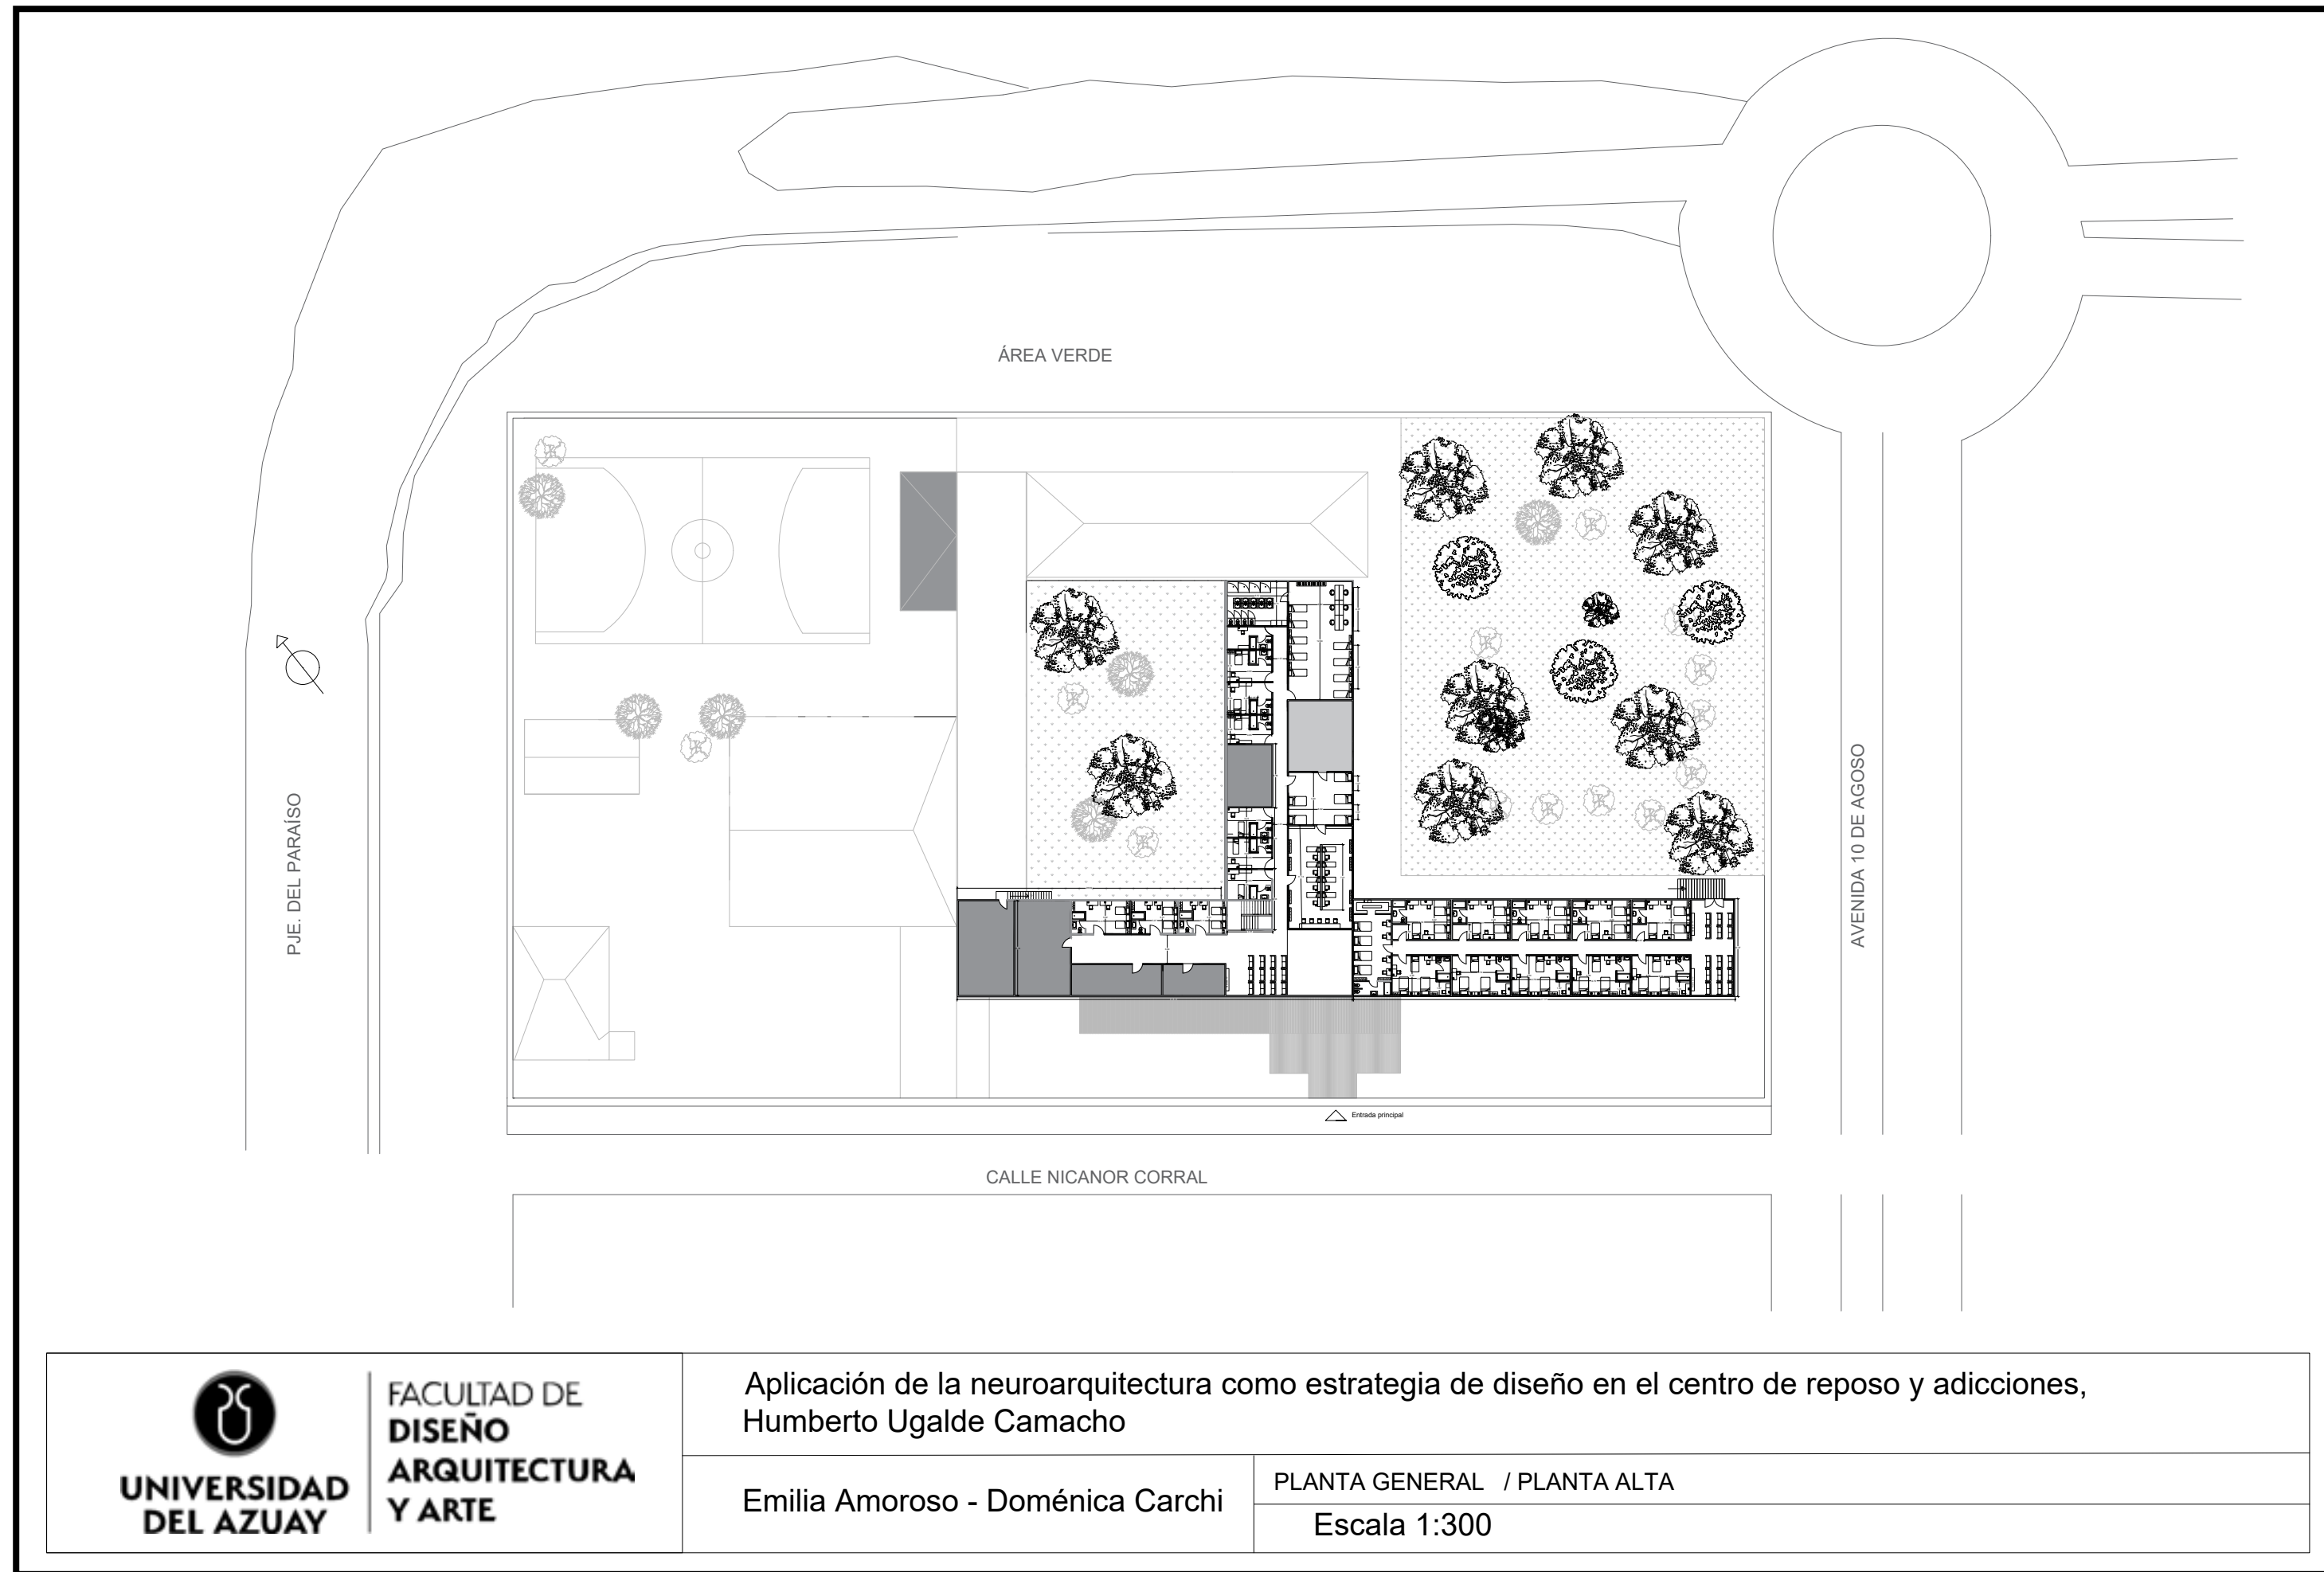 ÁREA VERDE
PJE. DEL PARAÍSO
AVENIDA 10 DE AGOSO
Entrada principal
CALLE NICANOR CORRAL
UNIVERSIDAD
DEL AZUAY
FACULTAD DE
DISEÑO
ARQUITECTURA
Y ARTE
Aplicación de la neuroarquitectura como estrategia de diseño en el centro de reposo y adicciones,
Humberto Ugalde Camacho
Emilia Amoroso - Doménica Carchi
PLANTA GENERAL / PLANTA ALTA
Escala 1:300